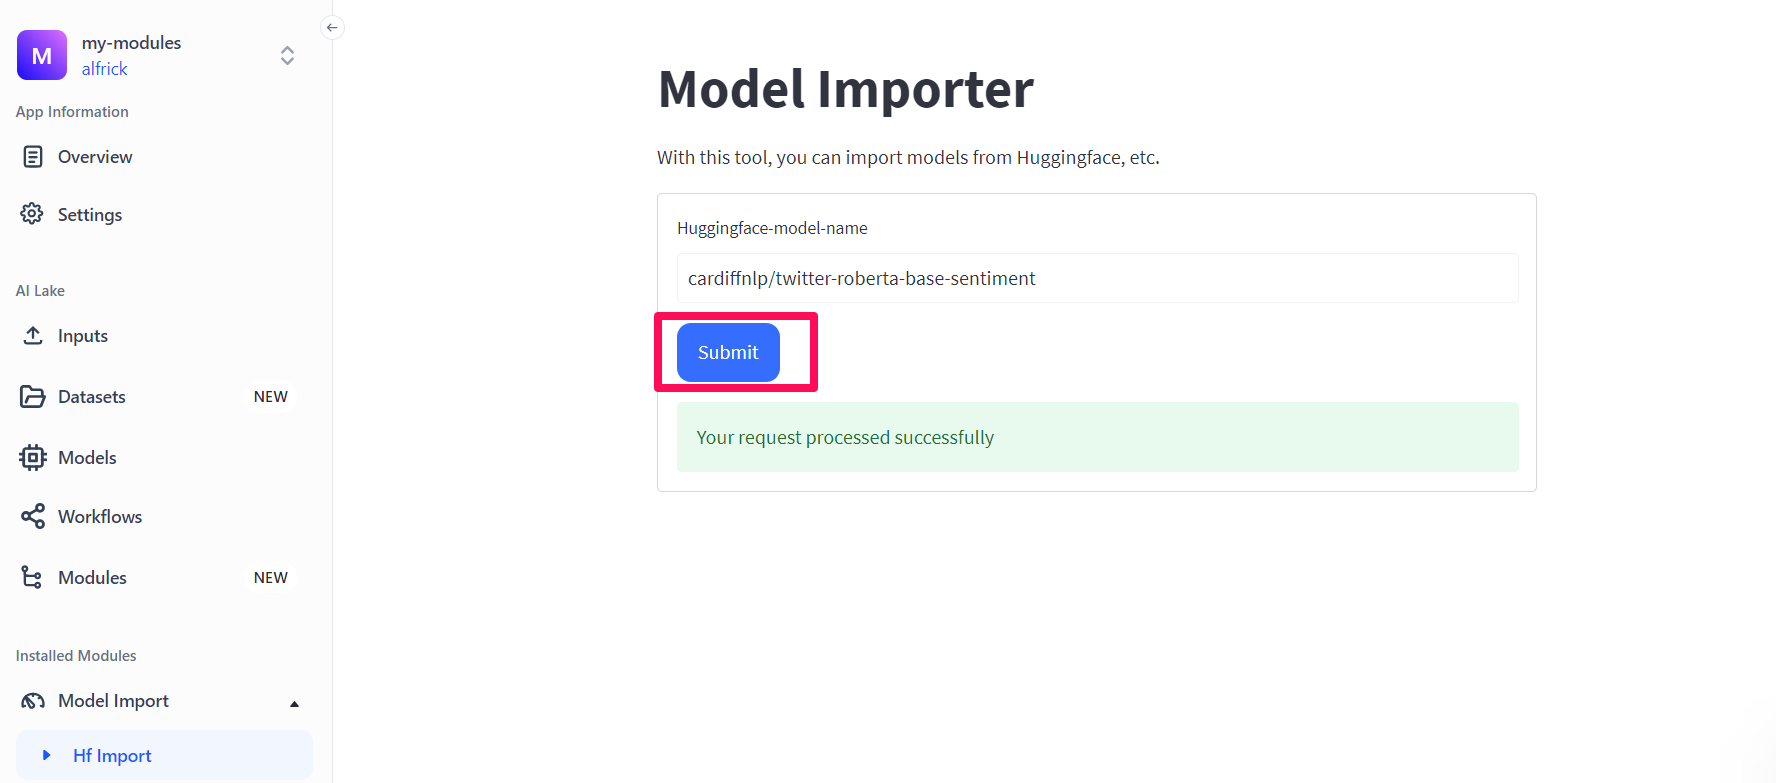 M
my-modules
alfrick
App Information
Overview
Settings
AI Lake
Inputs
Datasets NEW
Models
Workflows
Modules NEW
Installed Modules
Model Import
Hf Import
Model Importer
With this tool, you can import models from Huggingface, etc.
Huggingface-model-name
cardiffnlp/twitter-roberta-base-sentiment
Submit
Your request processed successfully